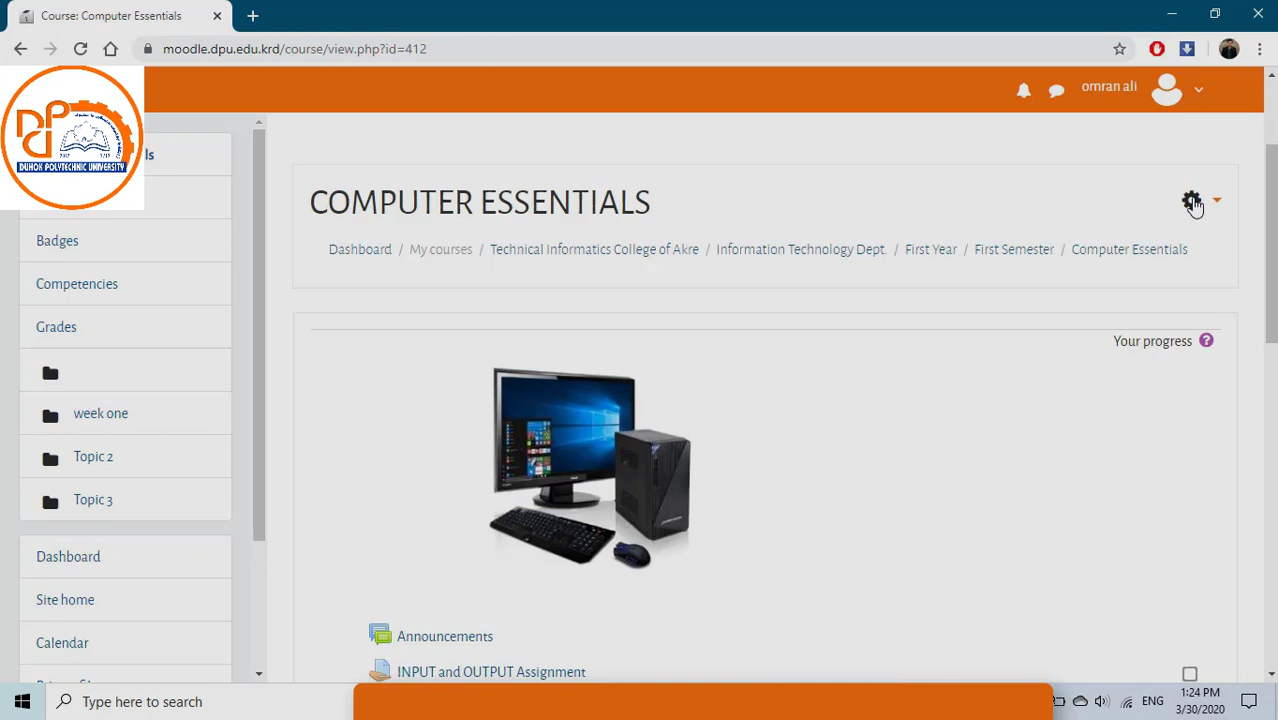 Course: Computer Essentials
moodle.dpu.edu.krd/course/view.php?id=412
omran ali
DPU
DUHOK POLYTECHNIC UNIVERSITY
ls
Badges
Competencies
Grades
week one
Topic 2
Topic 3
Dashboard
Site home
Calendar
COMPUTER ESSENTIALS
Dashboard / My courses / Technical Informatics College of Akre / Information Technology Dept. / First Year / First Semester / Computer Essentials
Your progress
Announcements
INPUT and OUTPUT Assignment
Type here to search
ENG
1:24 PM
3/30/2020